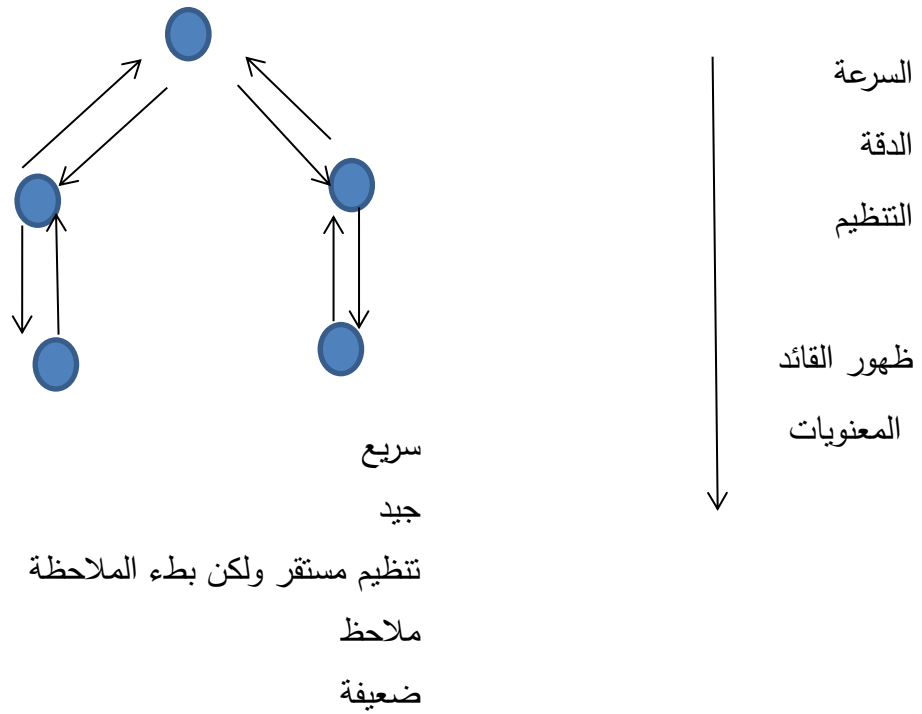 السرعة
الدقة
التنظيم
ظهور القائد
المعنويات
سريع
جيد
تنظيم مستقر ولكن بطء الملاحظة
ملاحظ
ضعيفة